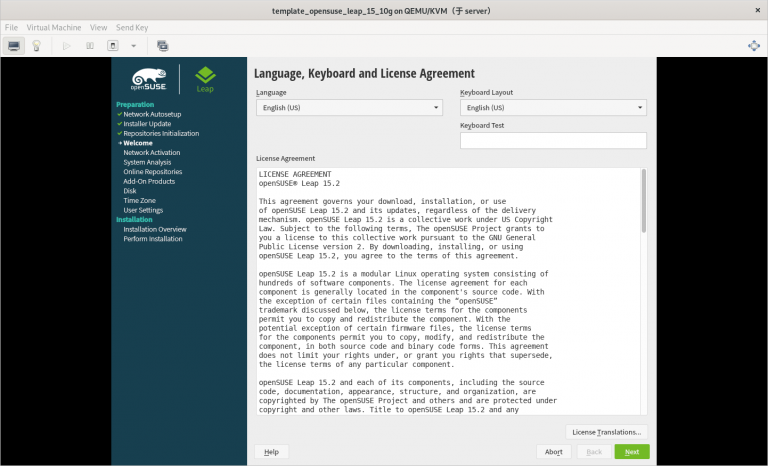 template_opensuse_leap_15_10g on QEMU/KVM（于 server）
File Virtual Machine View Send Key
openSUSE
Leap
Preparation
Network Autosetup
Installer Update
Repositories Initialization
Welcome
Network Activation
System Analysis
Online Repositories
Add-On Products
Disk
Time Zone
User Settings
Installation
Installation Overview
Perform Installation
Language, Keyboard and License Agreement
Language
English (US)
Keyboard Layout
English (US)
Keyboard Test
License Agreement
LICENSE AGREEMENT
openSUSE® Leap 15.2
This agreement governs your download, installation, or use
of openSUSE Leap 15.2 and its updates, regardless of the delivery
mechanism. openSUSE Leap 15.2 is a collective work under US Copyright
Law. Subject to the following terms, The openSUSE Project grants to
you a license to this collective work pursuant to the GNU General
Public License version 2. By downloading, installing, or using
openSUSE Leap 15.2, you agree to the terms of this agreement.
openSUSE Leap 15.2 is a modular Linux operating system consisting of
hundreds of software components. The license agreement for each
component is generally located in the component's source code. With
the exception of certain files containing the “openSUSE”
trademark discussed below, the license terms for the components
permit you to copy and redistribute the component. With the
potential exception of certain firmware files, the license terms
for the components permit you to copy, modify, and redistribute the
component, in both source code and binary code forms. This agreement
does not limit your rights under, or grant you rights that supersede,
the license terms of any particular component.
openSUSE Leap 15.2 and each of its components, including the source
code, documentation, appearance, structure, and organization, are
copyrighted by The openSUSE Project and others and are protected under
copyright and other laws. Title to openSUSE Leap 15.2 and any
License Translations...
Help
Abort
Back
Next